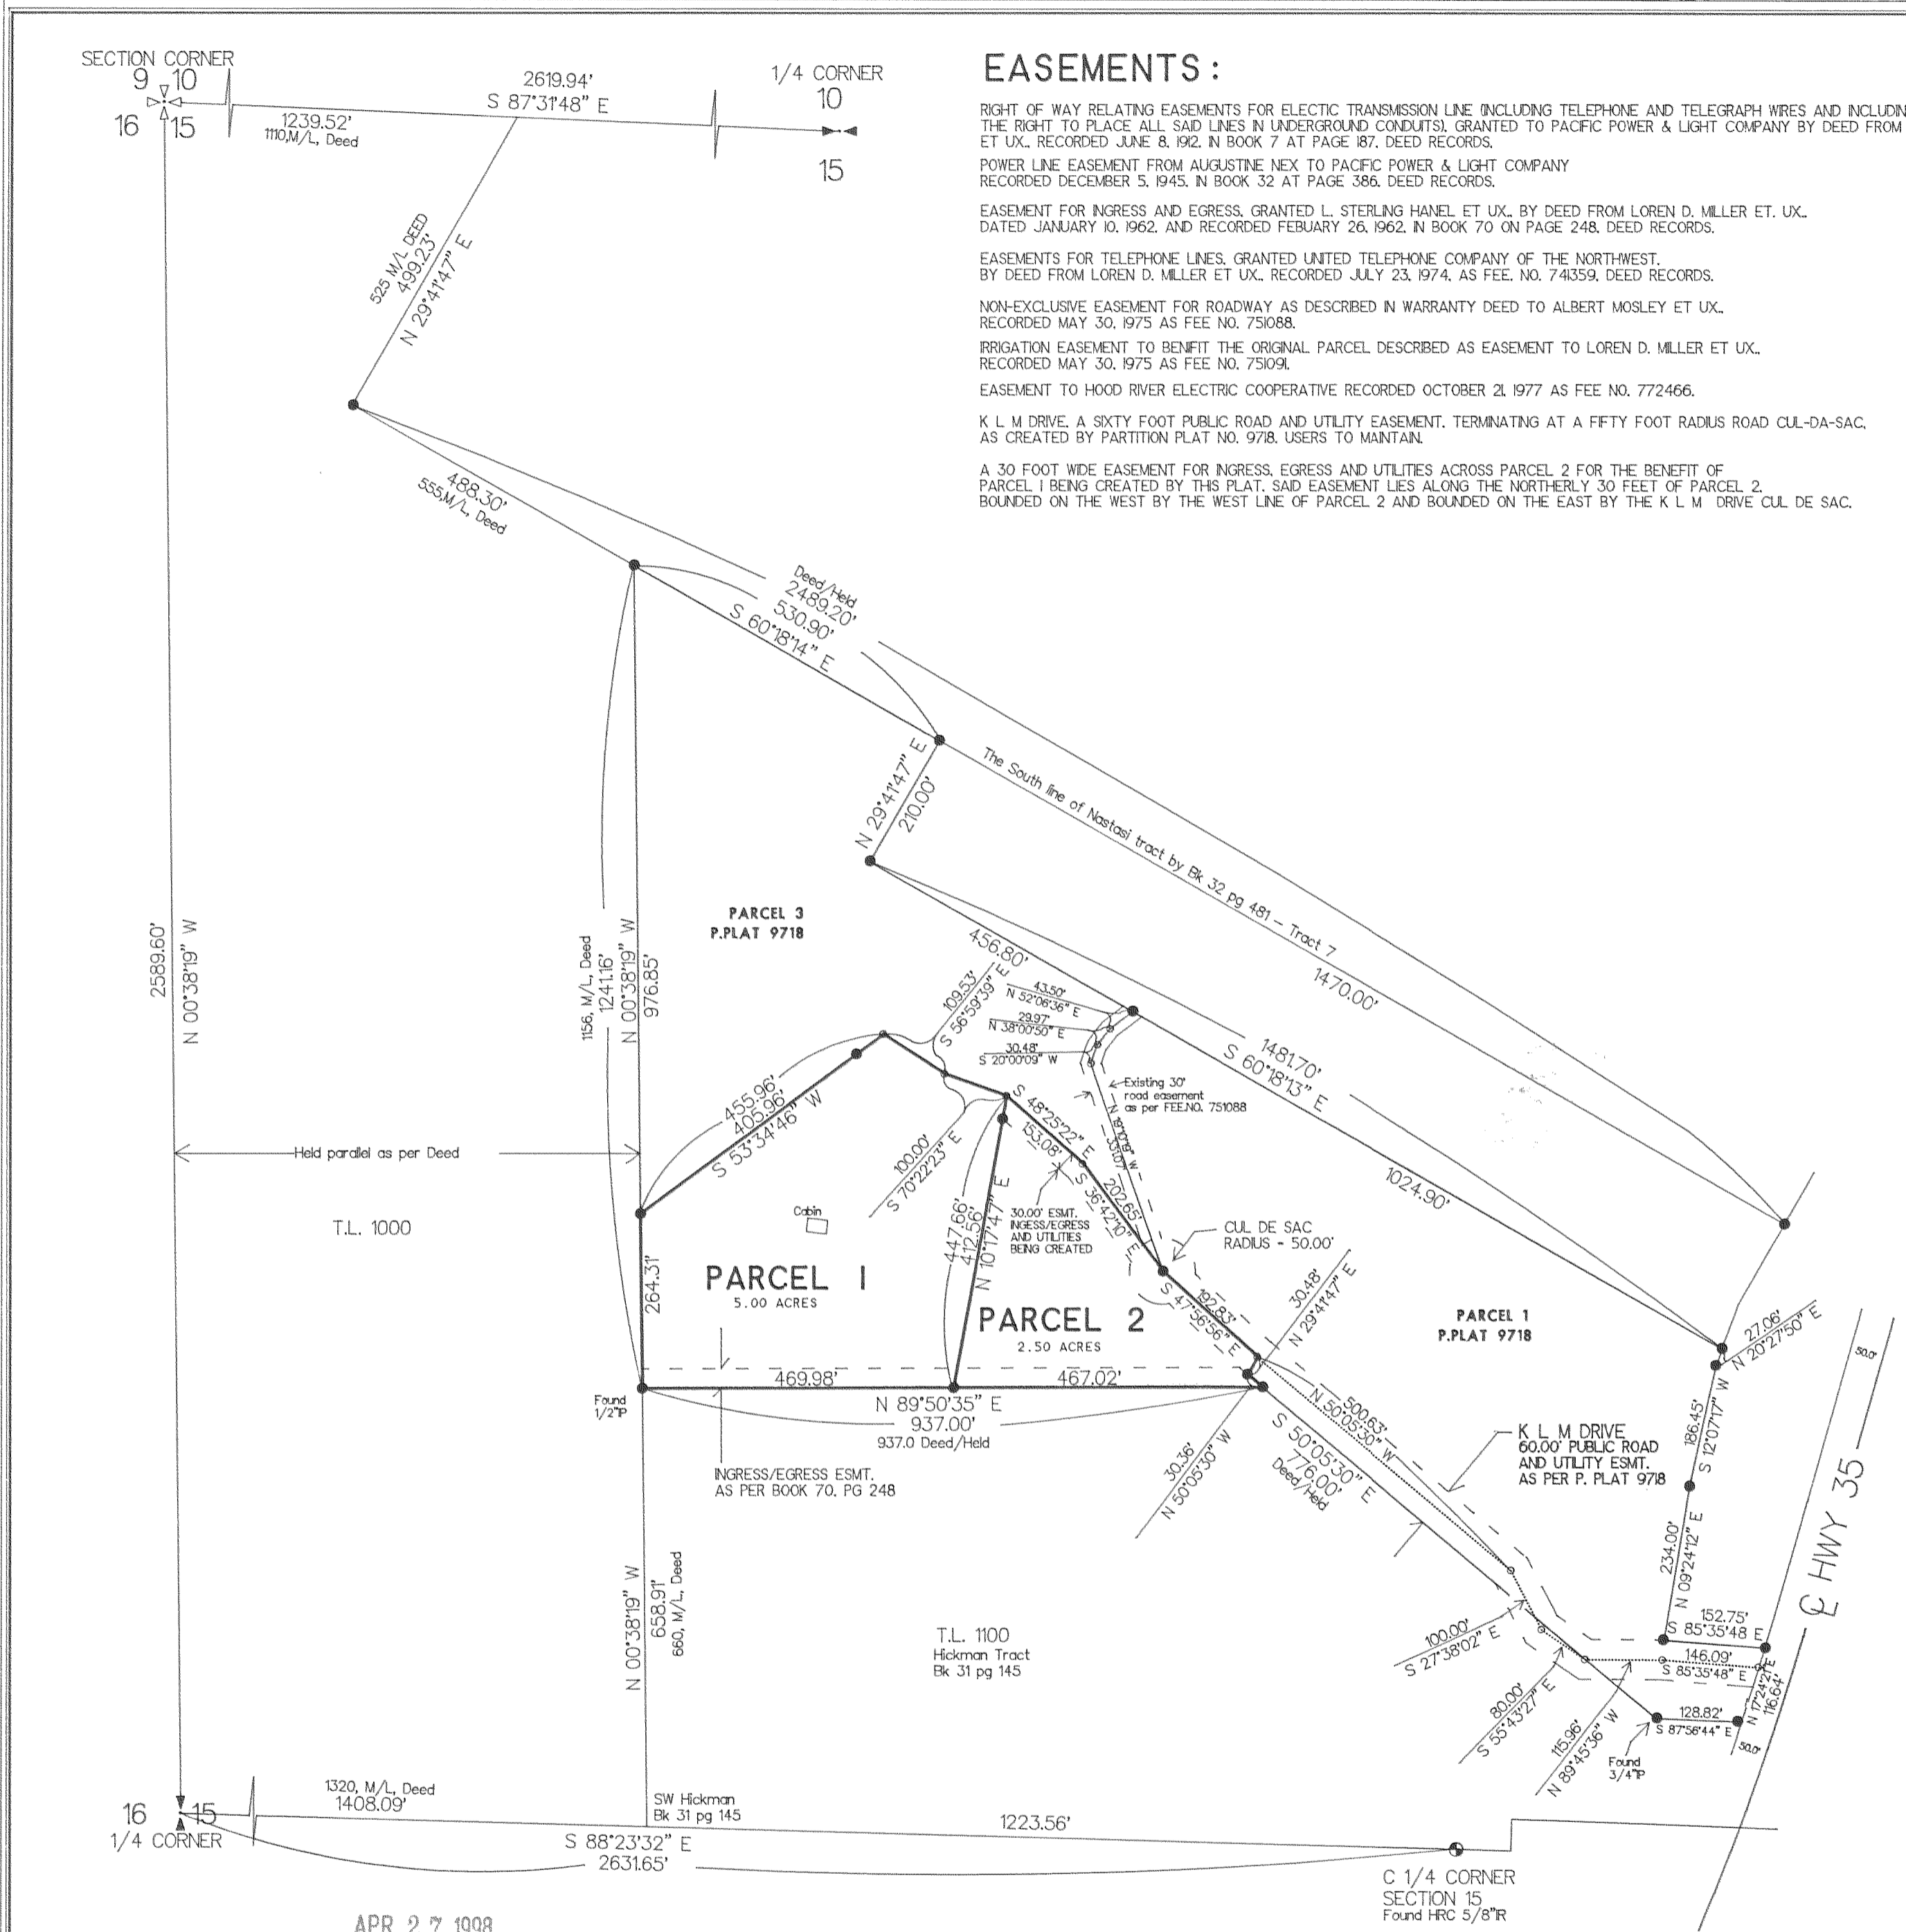 SECTION CORNER
9 10
16 15
2619.94'
S 87°31'48" E
1239.52'
1110,M/L, Deed
1/4 CORNER
10
15
EASEMENTS:
RIGHT OF WAY RELATING EASEMENTS FOR ELECTIC TRANSMISSION LINE (INCLUDING TELEPHONE AND TELEGRAPH WIRES AND INCLUDIN
THE RIGHT TO PLACE ALL SAID LINES IN UNDERGROUND CONDUITS), GRANTED TO PACIFIC POWER & LIGHT COMPANY BY DEED FROM
ET UX., RECORDED JUNE 8, 1912, IN BOOK 7 AT PAGE 187, DEED RECORDS.
POWER LINE EASEMENT FROM AUGUSTINE NEX TO PACIFIC POWER & LIGHT COMPANY
RECORDED DECEMBER 5, 1945, IN BOOK 32 AT PAGE 386, DEED RECORDS.
EASEMENT FOR INGRESS AND EGRESS, GRANTED L. STERLING HANEL ET UX., BY DEED FROM LOREN D. MILLER ET. UX.,
DATED JANUARY 10, 1962, AND RECORDED FEBUARY 26, 1962, IN BOOK 70 ON PAGE 248, DEED RECORDS.
EASEMENTS FOR TELEPHONE LINES, GRANTED UNITED TELEPHONE COMPANY OF THE NORTHWEST,
BY DEED FROM LOREN D. MILLER ET UX., RECORDED JULY 23, 1974, AS FEE. NO. 741359, DEED RECORDS.
NON-EXCLUSIVE EASEMENT FOR ROADWAY AS DESCRIBED IN WARRANTY DEED TO ALBERT MOSLEY ET UX.,
RECORDED MAY 30, 1975 AS FEE NO. 751088.
IRRIGATION EASEMENT TO BENIFIT THE ORIGINAL PARCEL DESCRIBED AS EASEMENT TO LOREN D. MILLER ET UX.,
RECORDED MAY 30, 1975 AS FEE NO. 751091.
EASEMENT TO HOOD RIVER ELECTRIC COOPERATIVE RECORDED OCTOBER 21, 1977 AS FEE NO. 772466.
K L M DRIVE, A SIXTY FOOT PUBLIC ROAD AND UTILITY EASEMENT, TERMINATING AT A FIFTY FOOT RADIUS ROAD CUL-DA-SAC,
AS CREATED BY PARTITION PLAT NO. 9718, USERS TO MAINTAIN.
A 30 FOOT WIDE EASEMENT FOR INGRESS, EGRESS AND UTILITIES ACROSS PARCEL 2 FOR THE BENEFIT OF
PARCEL 1 BEING CREATED BY THIS PLAT. SAID EASEMENT LIES ALONG THE NORTHERLY 30 FEET OF PARCEL 2,
BOUNDED ON THE WEST BY THE WEST LINE OF PARCEL 2 AND BOUNDED ON THE EAST BY THE K L M DRIVE CUL DE SAC.
525 M/L DEED
499.23'
N 29°41'47" E
488.30'
555,M/L, Deed
Deed/Held
2489.20'
530.90'
S 60°18'14" E
N 29°41'47" E
210.00'
The South line of Nastasi tract by Bk 32 pg 481 - Tract 7
1470.00'
2589.60'
N 00°38'19" W
1156, M/L, Deed
1241.16'
N 00°38'19" W
976.85'
PARCEL 3
P.PLAT 9718
456.80'
1481.70'
S 60°18'13" E
1024.90'
109.53'
S 56°59'39" E
43.50'
N 52°06'36" E
29.97'
N 38°00'50" E
30.48'
S 20°00'09" W
Existing 30'
road easement
as per FEE.NO. 751088
N 19°10'19" W
331.07'
455.96'
405.96'
S 53°34'46" W
100.00'
S 70°22'23" E
S 48°25'22" E
153.08'
202.65'
S 36°42'10" E
Held parallel as per Deed
T.L. 1000
264.31'
Cabin
PARCEL 1
5.00 ACRES
447.66'
412.56'
N 10°17'47" E
30.00' ESMT.
INGESS/EGRESS
AND UTILITIES
BEING CREATED
PARCEL 2
2.50 ACRES
CUL DE SAC
RADIUS - 50.00'
192.83'
S 47°56'56" E
30.48'
N 29°41'47" E
PARCEL 1
P.PLAT 9718
27.06'
N 20°27'50" E
50.0'
186.45'
S 12°07'17" W
Found
1/2"IP
469.98'
467.02'
N 89°50'35" E
937.00'
937.0 Deed/Held
INGRESS/EGRESS ESMT.
AS PER BOOK 70, PG 248
30.36'
N 50°05'30" W
500.63'
N 50°05'30" W
S 50°05'30" E
776.00'
Deed/Held
K L M DRIVE
60.00' PUBLIC ROAD
AND UTILITY ESMT.
AS PER P. PLAT 9718
℄ HWY 35
234.00'
N 09°24'12" E
152.75'
S 85°35'48 E
146.09'
S 85°35'48" E
N 17°24'21" E
116.64'
128.82'
S 87°56'44" E
50.0'
Found
3/4"IP
100.00'
S 27°38'02" E
80.00'
S 55°43'27" E
115.96'
N 89°45'36" W
N 00°38'19" W
658.91'
660, M/L, Deed
T.L. 1100
Hickman Tract
Bk 31 pg 145
16 15
1/4 CORNER
1320, M/L, Deed
1408.09'
SW Hickman
Bk 31 pg 145
S 88°23'32" E
2631.65'
1223.56'
C 1/4 CORNER
SECTION 15
Found HRC 5/8"IR
APR 27 1998